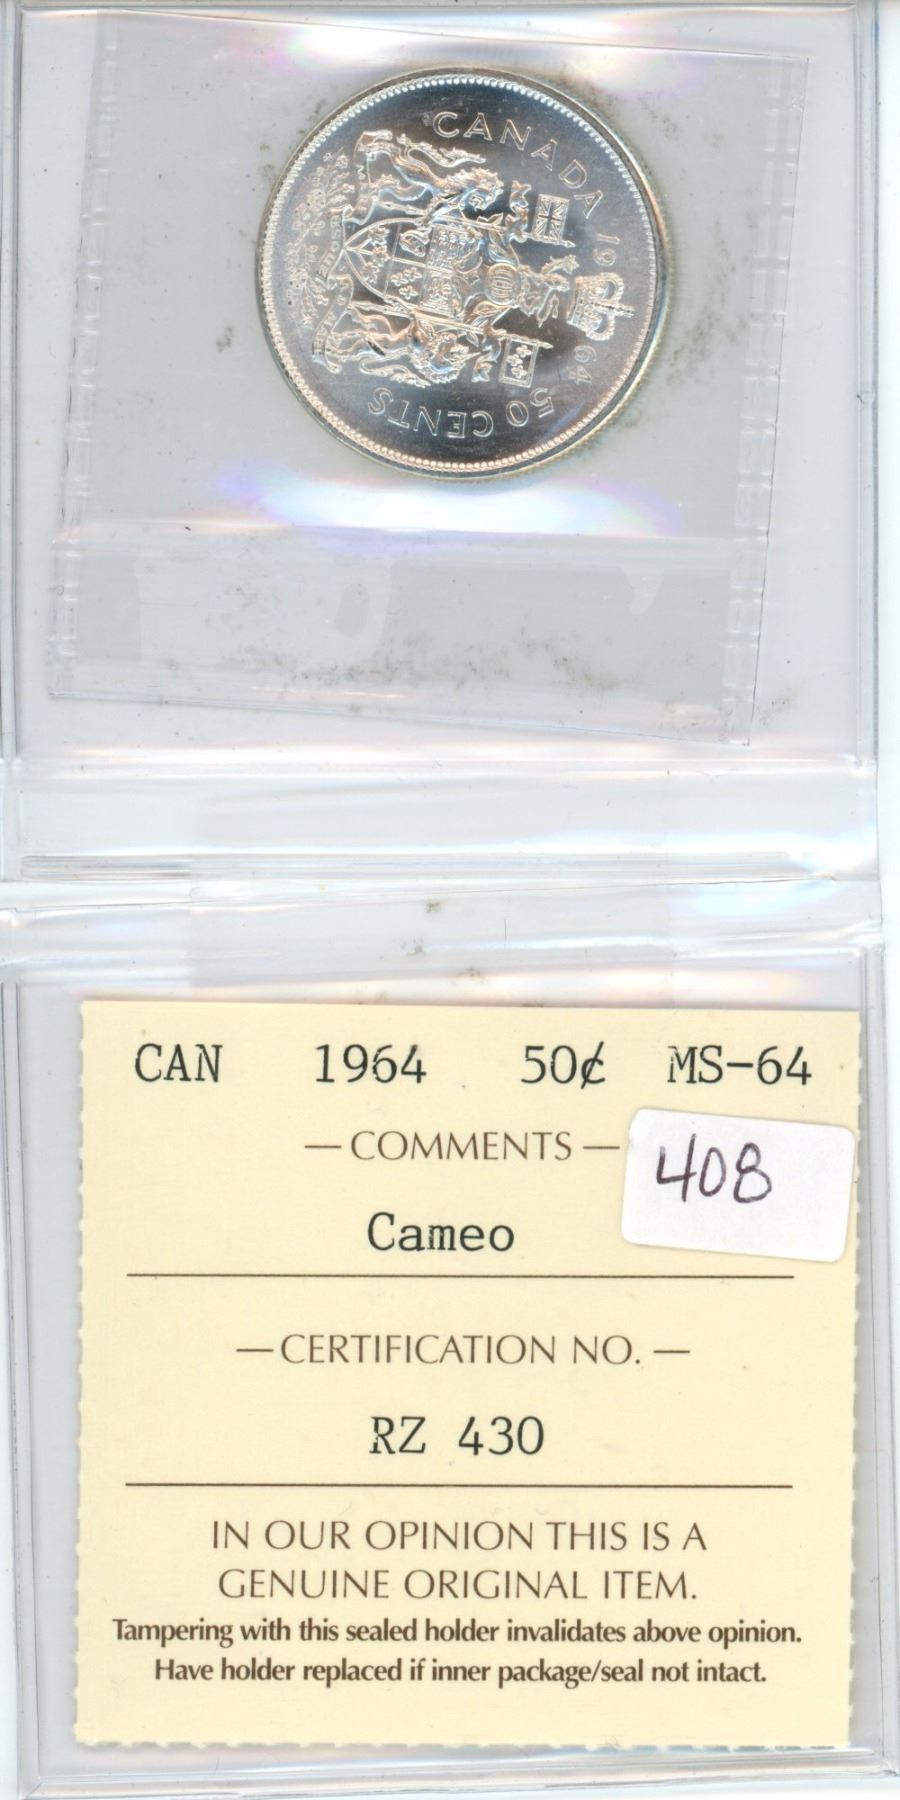 CANADA
19 64
50 CENTS
CAN 1964 50¢ MS-64
— COMMENTS —
408
Cameo
— CERTIFICATION NO. —
RZ 430
IN OUR OPINION THIS IS A
GENUINE ORIGINAL ITEM.
Tampering with this sealed holder invalidates above opinion.
Have holder replaced if inner package/seal not intact.